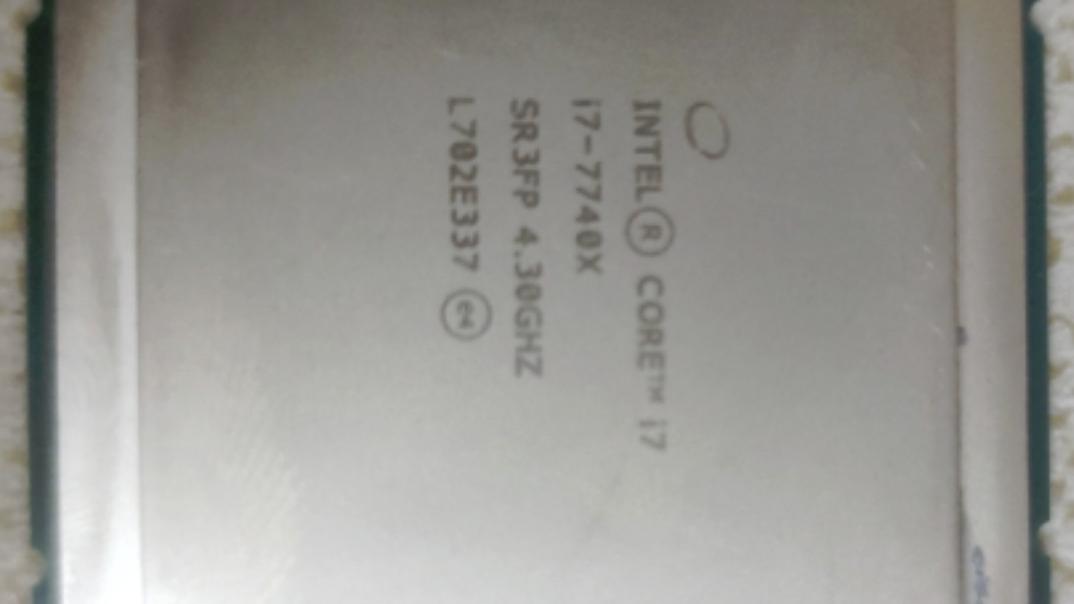 INTEL® CORE™ i7
i7-7740X
SR3FP 4.30GHZ
L702E337 e4